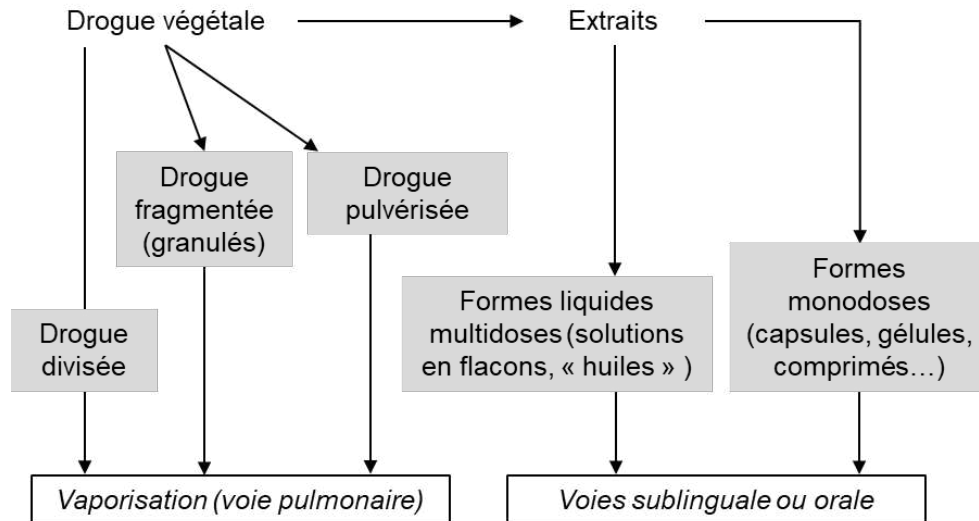 Drogue végétale
Extraits
Drogue
fragmentée
(granulés)
Drogue
pulvérisée
Drogue
divisée
Formes liquides
multidoses (solutions
en flacons, « huiles » )
Formes
monodoses
(capsules, gélules,
comprimés…)
Vaporisation (voie pulmonaire)
Voies sublinguale ou orale